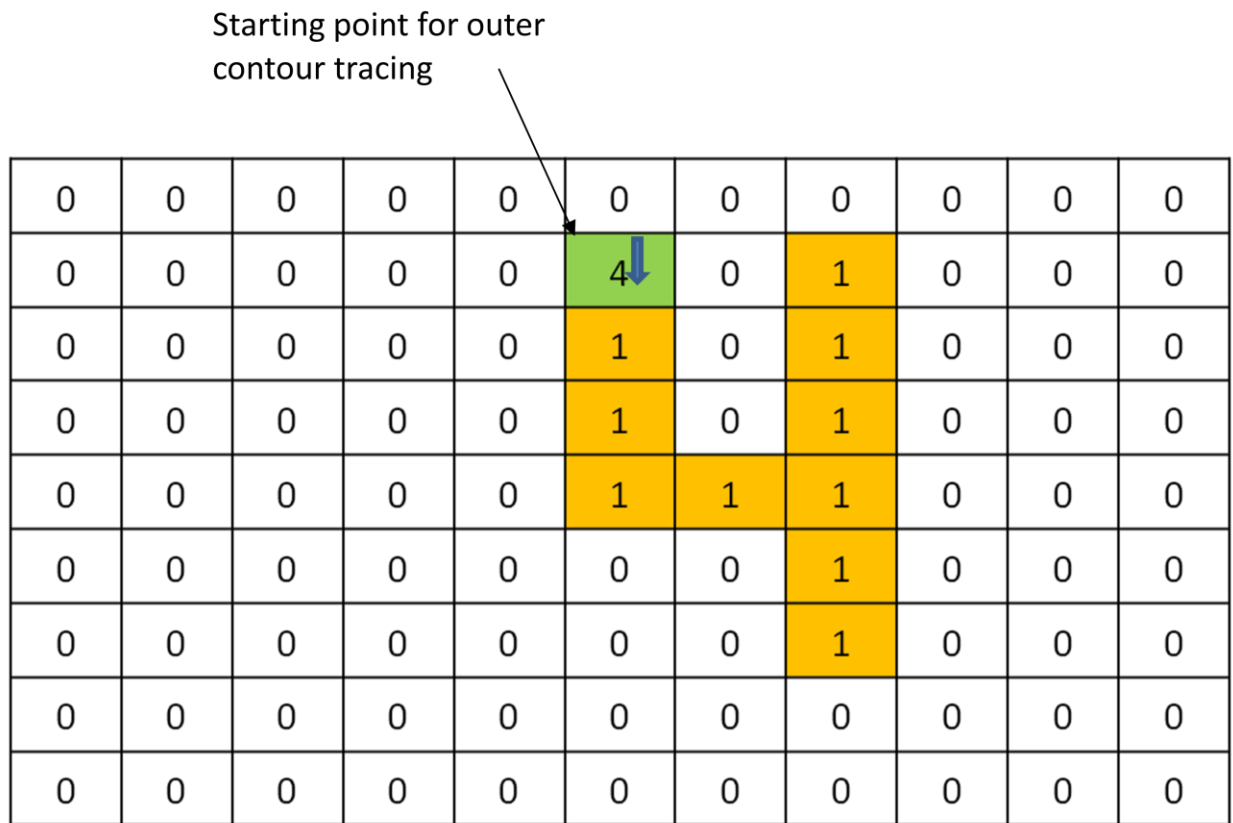 Starting point for outer
contour tracing
0 0 0 0 0 0 0 0 0 0 0
0 0 0 0 0 4 0 1 0 0 0
0 0 0 0 0 1 0 1 0 0 0
0 0 0 0 0 1 0 1 0 0 0
0 0 0 0 0 1 1 1 0 0 0
0 0 0 0 0 0 0 1 0 0 0
0 0 0 0 0 0 0 1 0 0 0
0 0 0 0 0 0 0 0 0 0 0
0 0 0 0 0 0 0 0 0 0 0